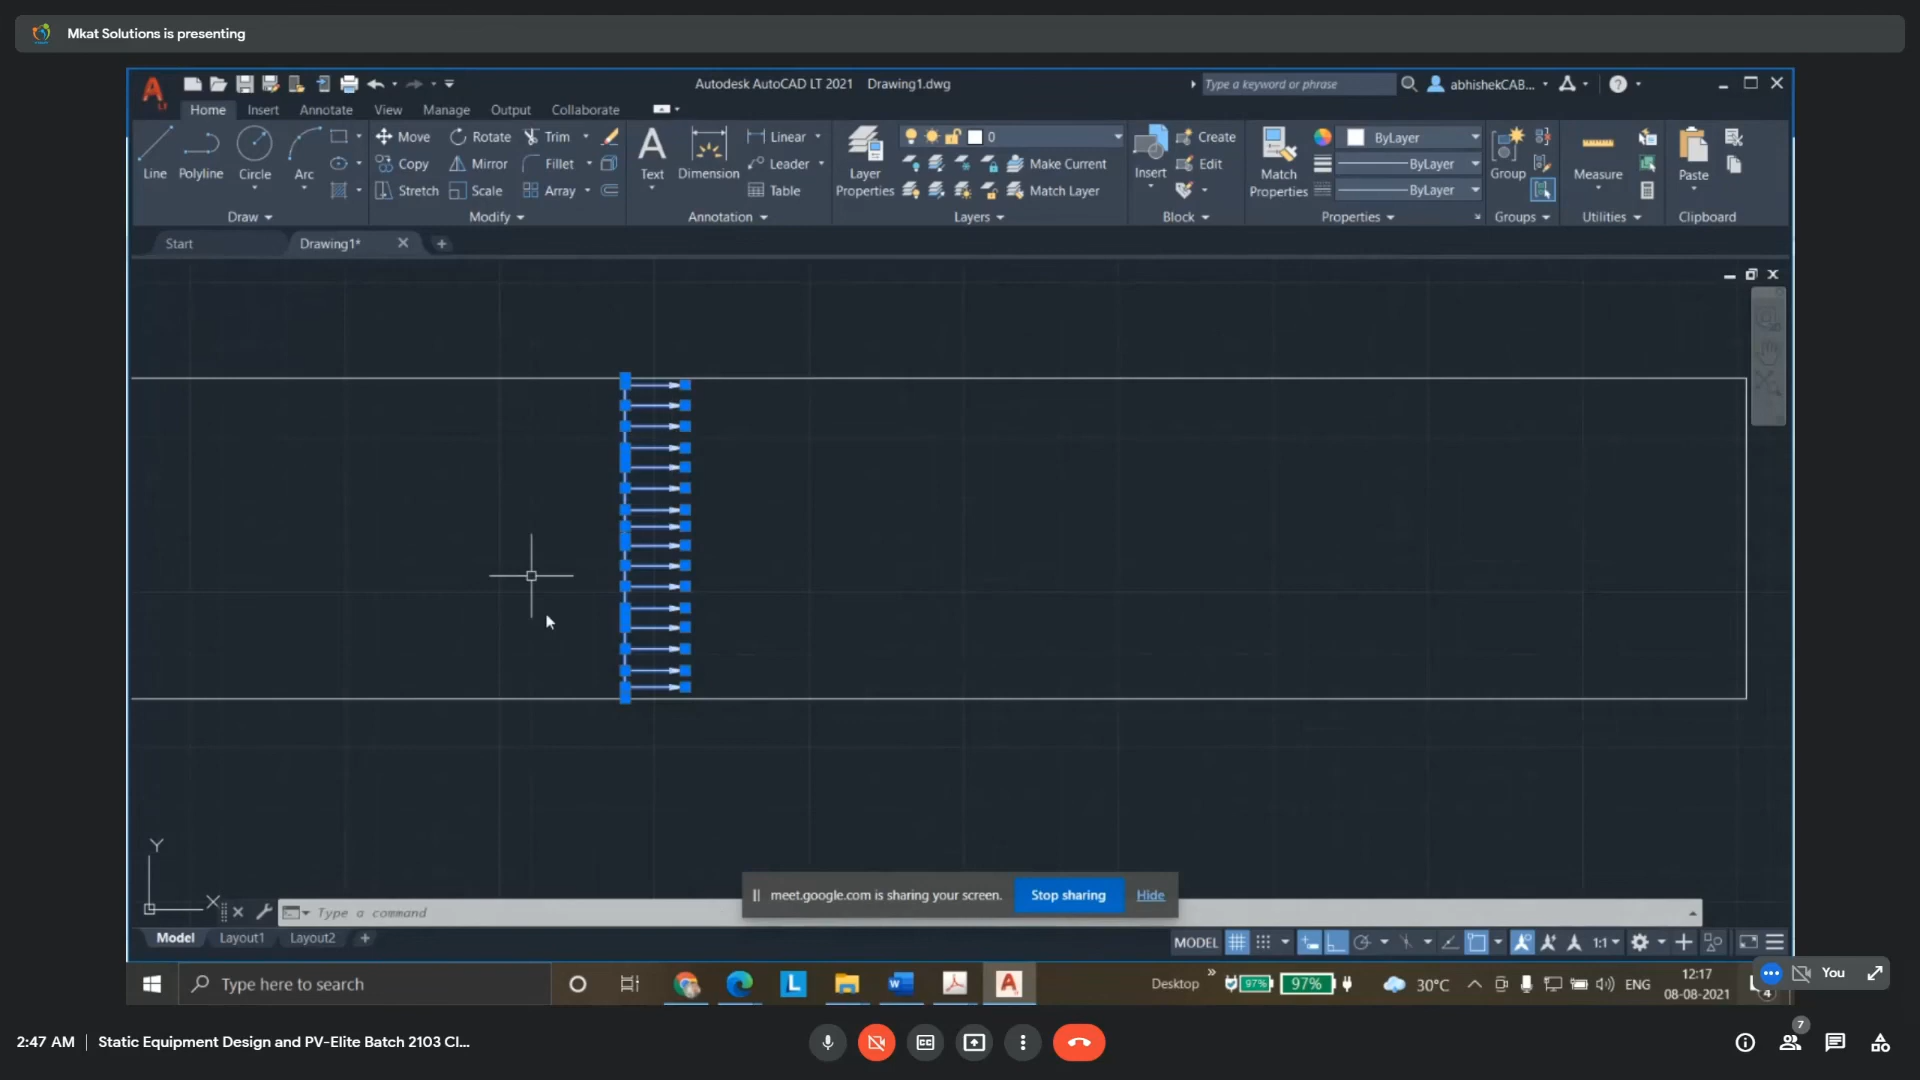 Mkat Solutions is presenting
Autodesk AutoCAD LT 2021 Drawing1.dwg
Type a keyword or phrase
abhishekCAB...
Home Insert Annotate View Manage Output Collaborate
Line Polyline Circle Arc
Move Rotate Trim
Copy Mirror Fillet
Stretch Scale Array
Text Dimension
Linear
Leader
Table
Layer Properties
0
Make Current
Match Layer
Insert
Create
Edit
Match Properties
ByLayer
ByLayer
ByLayer
Group
Measure
Paste
Draw Modify Annotation Layers Block Properties Groups Utilities Clipboard
Start Drawing1*
Y
X
meet.google.com is sharing your screen. Stop sharing Hide
Type a command
Model Layout1 Layout2
MODEL 1:1
Type here to search
L
W
A
Desktop
97%
97%
30°C
ENG
12:17
08-08-2021
4
You
2:47 AM | Static Equipment Design and PV-Elite Batch 2103 Cl...
CC
7